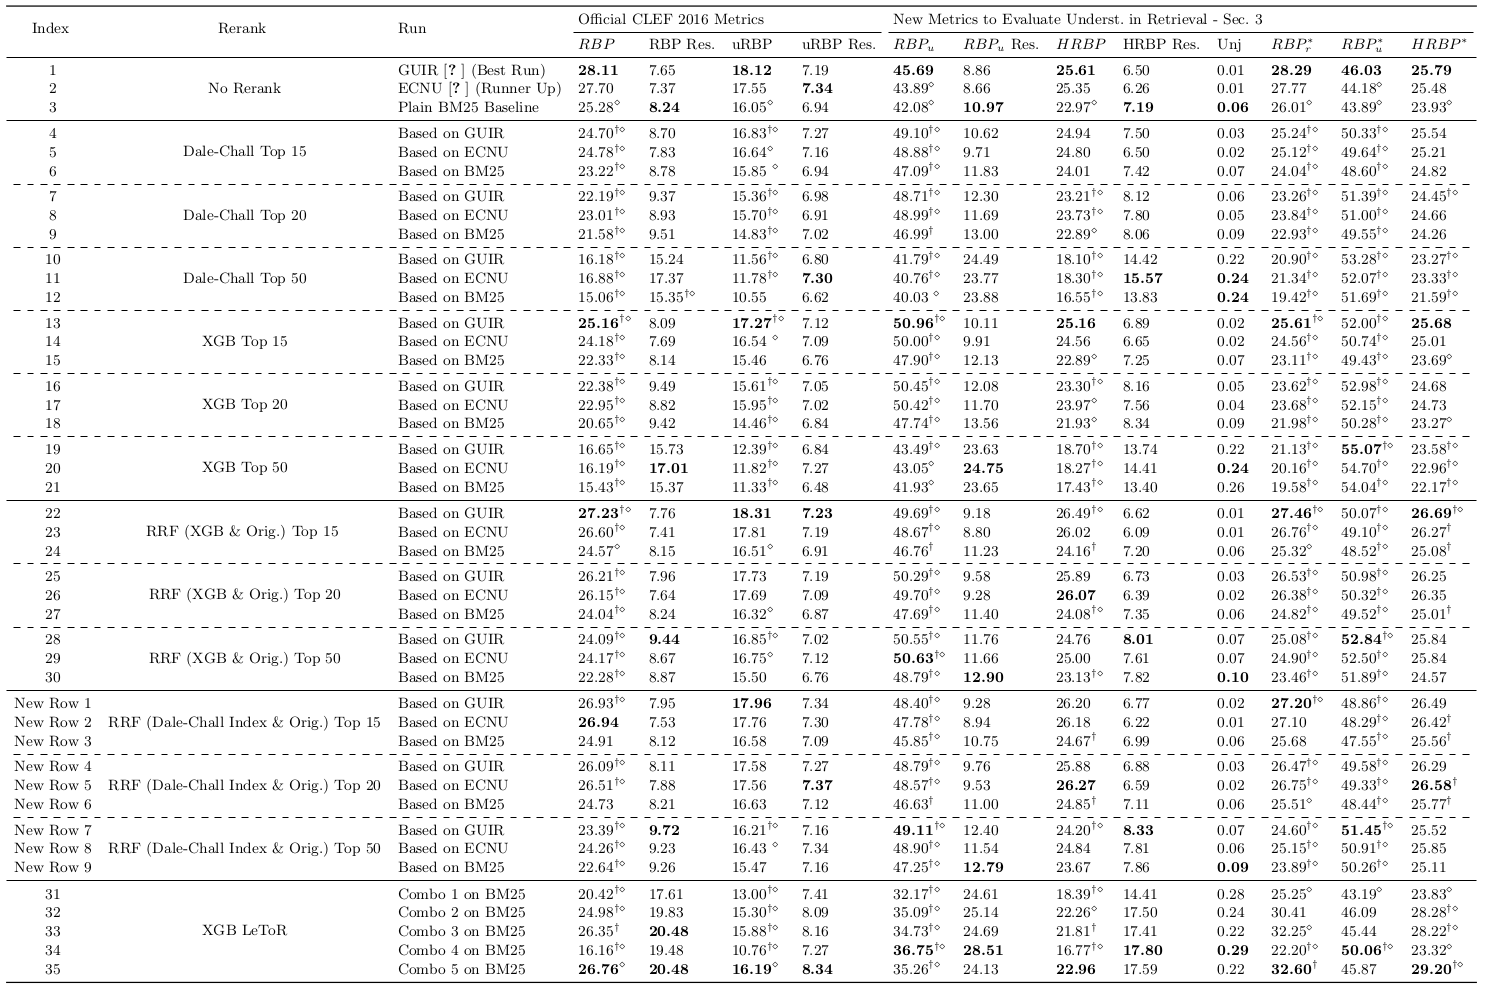 Official CLEF 2016 Metrics New Metrics to Evaluate Underst. in Retrieval - Sec. 3
Index Rerank Run
RBP RBP Res. uRBP uRBP Res. RBP_u RBP_u Res. HRBP HRBP Res. Unj RBP*_r RBP*_u HRBP*
1 GUIR [? ] (Best Run) 28.11 7.65 18.12 7.19 45.69 8.86 25.61 6.50 0.01 28.29 46.03 25.79
2 No Rerank ECNU [? ] (Runner Up) 27.70 7.37 17.55 7.34 43.89⋄ 8.66 25.35 6.26 0.01 27.77 44.18⋄ 25.48
3 Plain BM25 Baseline 25.28⋄ 8.24 16.05⋄ 6.94 42.08⋄ 10.97 22.97⋄ 7.19 0.06 26.01⋄ 43.89⋄ 23.93⋄
4 Based on GUIR 24.70†⋄ 8.70 16.83†⋄ 7.27 49.10†⋄ 10.62 24.94 7.50 0.03 25.24†⋄ 50.33†⋄ 25.54
5 Dale-Chall Top 15 Based on ECNU 24.78†⋄ 7.83 16.64⋄ 7.16 48.88†⋄ 9.71 24.80 6.50 0.02 25.12†⋄ 49.64†⋄ 25.21
6 Based on BM25 23.22†⋄ 8.78 15.85 ⋄ 6.94 47.09†⋄ 11.83 24.01 7.42 0.07 24.04†⋄ 48.60†⋄ 24.82
7 Based on GUIR 22.19†⋄ 9.37 15.36†⋄ 6.98 48.71†⋄ 12.30 23.21†⋄ 8.12 0.06 23.26†⋄ 51.39†⋄ 24.45†⋄
8 Dale-Chall Top 20 Based on ECNU 23.01†⋄ 8.93 15.70†⋄ 6.91 48.99†⋄ 11.69 23.73†⋄ 7.80 0.05 23.84†⋄ 51.00†⋄ 24.66
9 Based on BM25 21.58†⋄ 9.51 14.83†⋄ 7.02 46.99† 13.00 22.89⋄ 8.06 0.09 22.93†⋄ 49.55†⋄ 24.26
10 Based on GUIR 16.18†⋄ 15.24 11.56†⋄ 6.80 41.79†⋄ 24.49 18.10†⋄ 14.42 0.22 20.90†⋄ 53.28†⋄ 23.27†⋄
11 Dale-Chall Top 50 Based on ECNU 16.88†⋄ 17.37 11.78†⋄ 7.30 40.76†⋄ 23.77 18.30†⋄ 15.57 0.24 21.34†⋄ 52.07†⋄ 23.33†⋄
12 Based on BM25 15.06†⋄ 15.35†⋄ 10.55 6.62 40.03 ⋄ 23.88 16.55†⋄ 13.83 0.24 19.42†⋄ 51.69†⋄ 21.59†⋄
13 Based on GUIR 25.16†⋄ 8.09 17.27†⋄ 7.12 50.96†⋄ 10.11 25.16 6.89 0.02 25.61†⋄ 52.00†⋄ 25.68
14 XGB Top 15 Based on ECNU 24.18†⋄ 7.69 16.54 ⋄ 7.09 50.00†⋄ 9.91 24.56 6.65 0.02 24.56†⋄ 50.74†⋄ 25.01
15 Based on BM25 22.33†⋄ 8.14 15.46 6.76 47.90†⋄ 12.13 22.89⋄ 7.25 0.07 23.11†⋄ 49.43†⋄ 23.69⋄
16 Based on GUIR 22.38†⋄ 9.49 15.61†⋄ 7.05 50.45†⋄ 12.08 23.30†⋄ 8.16 0.05 23.62†⋄ 52.98†⋄ 24.68
17 XGB Top 20 Based on ECNU 22.95†⋄ 8.82 15.95†⋄ 7.02 50.42†⋄ 11.70 23.97⋄ 7.56 0.04 23.68†⋄ 52.15†⋄ 24.73
18 Based on BM25 20.65†⋄ 9.42 14.46†⋄ 6.84 47.74†⋄ 13.56 21.93⋄ 8.34 0.09 21.98†⋄ 50.28†⋄ 23.27⋄
19 Based on GUIR 16.65†⋄ 15.73 12.39†⋄ 6.84 43.49†⋄ 23.63 18.70†⋄ 13.74 0.22 21.13†⋄ 55.07†⋄ 23.58†⋄
20 XGB Top 50 Based on ECNU 16.19†⋄ 17.01 11.82†⋄ 7.27 43.05⋄ 24.75 18.27†⋄ 14.41 0.24 20.16†⋄ 54.70†⋄ 22.96†⋄
21 Based on BM25 15.43†⋄ 15.37 11.33†⋄ 6.48 41.93⋄ 23.65 17.43†⋄ 13.40 0.26 19.58†⋄ 54.04†⋄ 22.17†⋄
22 Based on GUIR 27.23†⋄ 7.76 18.31 7.23 49.69†⋄ 9.18 26.49†⋄ 6.62 0.01 27.46†⋄ 50.07†⋄ 26.69†⋄
23 RRF (XGB & Orig.) Top 15 Based on ECNU 26.60†⋄ 7.41 17.81 7.19 48.67†⋄ 8.80 26.02 6.09 0.01 26.76†⋄ 49.10†⋄ 26.27†
24 Based on BM25 24.57⋄ 8.15 16.51⋄ 6.91 46.76† 11.23 24.16† 7.20 0.06 25.32⋄ 48.52†⋄ 25.08†
25 Based on GUIR 26.21†⋄ 7.96 17.73 7.19 50.29†⋄ 9.58 25.89 6.73 0.03 26.53†⋄ 50.98†⋄ 26.25
26 RRF (XGB & Orig.) Top 20 Based on ECNU 26.15†⋄ 7.64 17.69 7.09 49.70†⋄ 9.28 26.07 6.39 0.02 26.38†⋄ 50.32†⋄ 26.35
27 Based on BM25 24.04†⋄ 8.24 16.32⋄ 6.87 47.69†⋄ 11.40 24.08†⋄ 7.35 0.06 24.82†⋄ 49.52†⋄ 25.01†
28 Based on GUIR 24.09†⋄ 9.44 16.85†⋄ 7.02 50.55†⋄ 11.76 24.76 8.01 0.07 25.08†⋄ 52.84†⋄ 25.84
29 RRF (XGB & Orig.) Top 50 Based on ECNU 24.17†⋄ 8.67 16.75⋄ 7.12 50.63†⋄ 11.66 25.00 7.61 0.07 24.90†⋄ 52.50†⋄ 25.84
30 Based on BM25 22.28†⋄ 8.87 15.50 6.76 48.79†⋄ 12.90 23.13†⋄ 7.82 0.10 23.46†⋄ 51.89†⋄ 24.57
New Row 1 Based on GUIR 26.93†⋄ 7.95 17.96 7.34 48.40†⋄ 9.28 26.20 6.77 0.02 27.20†⋄ 48.86†⋄ 26.49
New Row 2 RRF (Dale-Chall Index & Orig.) Top 15 Based on ECNU 26.94 7.53 17.76 7.30 47.78†⋄ 8.94 26.18 6.22 0.01 27.10 48.29†⋄ 26.42†
New Row 3 Based on BM25 24.91 8.12 16.58 7.09 45.85†⋄ 10.75 24.67† 6.99 0.06 25.68 47.55†⋄ 25.56†
New Row 4 Based on GUIR 26.09†⋄ 8.11 17.58 7.27 48.79†⋄ 9.76 25.88 6.88 0.03 26.47†⋄ 49.58†⋄ 26.29
New Row 5 RRF (Dale-Chall Index & Orig.) Top 20 Based on ECNU 26.51†⋄ 7.88 17.56 7.37 48.57†⋄ 9.53 26.27 6.59 0.02 26.75†⋄ 49.33†⋄ 26.58†
New Row 6 Based on BM25 24.73 8.21 16.63 7.12 46.63† 11.00 24.85† 7.11 0.06 25.51⋄ 48.44†⋄ 25.77†
New Row 7 Based on GUIR 23.39†⋄ 9.72 16.21†⋄ 7.16 49.11†⋄ 12.40 24.20†⋄ 8.33 0.07 24.60†⋄ 51.45†⋄ 25.52
New Row 8 RRF (Dale-Chall Index & Orig.) Top 50 Based on ECNU 24.26†⋄ 9.23 16.43 ⋄ 7.34 48.90†⋄ 11.54 24.84 7.81 0.06 25.15†⋄ 50.91†⋄ 25.85
New Row 9 Based on BM25 22.64†⋄ 9.26 15.47 7.16 47.25†⋄ 12.79 23.67 7.86 0.09 23.89†⋄ 50.26†⋄ 25.11
31 Combo 1 on BM25 20.42†⋄ 17.61 13.00†⋄ 7.41 32.17†⋄ 24.61 18.39†⋄ 14.41 0.28 25.25⋄ 43.19⋄ 23.83⋄
32 Combo 2 on BM25 24.98†⋄ 19.83 15.30†⋄ 8.09 35.09†⋄ 25.14 22.26⋄ 17.50 0.24 30.41 46.09 28.28†⋄
33 XGB LeToR Combo 3 on BM25 26.35† 20.48 15.88†⋄ 8.16 34.73†⋄ 24.69 21.81† 17.41 0.22 32.25⋄ 45.44 28.22†⋄
34 Combo 4 on BM25 16.16†⋄ 19.48 10.76†⋄ 7.27 36.75†⋄ 28.51 16.77†⋄ 17.80 0.29 22.20†⋄ 50.06†⋄ 23.32⋄
35 Combo 5 on BM25 26.76⋄ 20.48 16.19⋄ 8.34 35.26†⋄ 24.13 22.96 17.59 0.22 32.60† 45.87 29.20†⋄